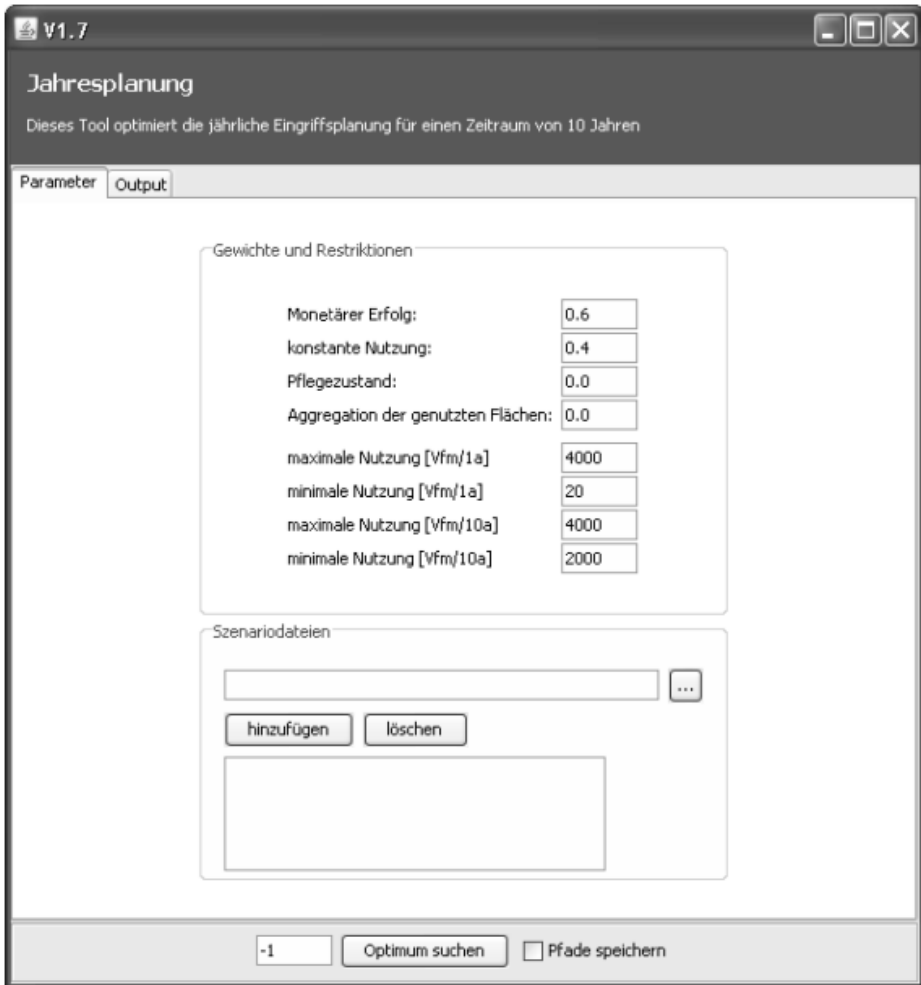 V1.7
Jahresplanung
Dieses Tool optimiert die jährliche Eingriffsplanung für einen Zeitraum von 10 Jahren
Parameter Output
Gewichte und Restriktionen
Monetärer Erfolg: 0.6
konstante Nutzung: 0.4
Pflegezustand: 0.0
Aggregation der genutzten Flächen: 0.0
maximale Nutzung [Vfm/1a] 4000
minimale Nutzung [Vfm/1a] 20
maximale Nutzung [Vfm/10a] 4000
minimale Nutzung [Vfm/10a] 2000
Szenariodateien
...
hinzufügen löschen
-1 Optimum suchen Pfade speichern